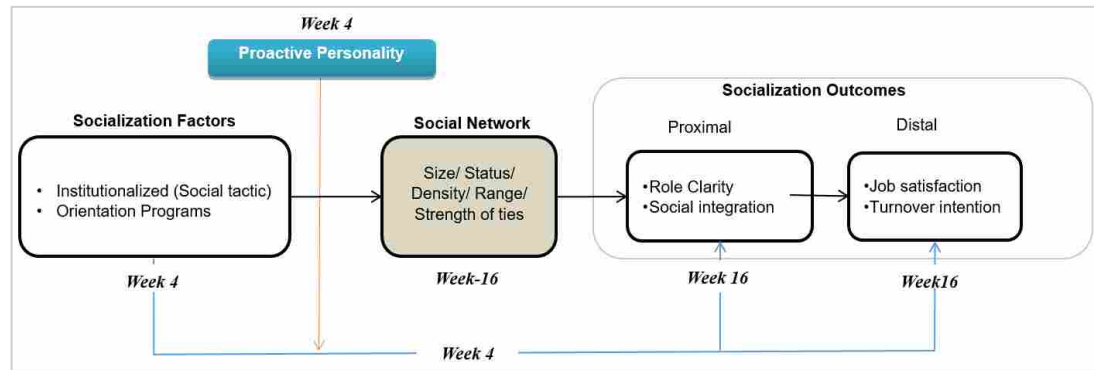 Week 4
Proactive Personality
Socialization Factors
• Institutionalized (Social tactic)
• Orientation Programs
Week 4
Social Network
Size/ Status/
Density/ Range/
Strength of ties
Week-16
Socialization Outcomes
Proximal
•Role Clarity
•Social integration
Week 16
Distal
•Job satisfaction
•Turnover intention
Week16
Week 4